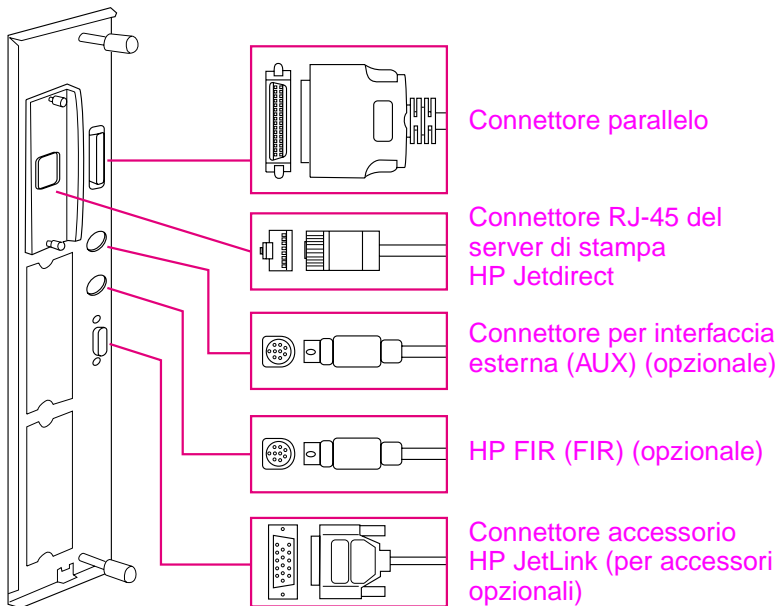 Connettore parallelo
Connettore RJ-45 del
server di stampa
HP Jetdirect
Connettore per interfaccia
esterna (AUX) (opzionale)
HP FIR (FIR) (opzionale)
Connettore accessorio
HP JetLink (per accessori
opzionali)